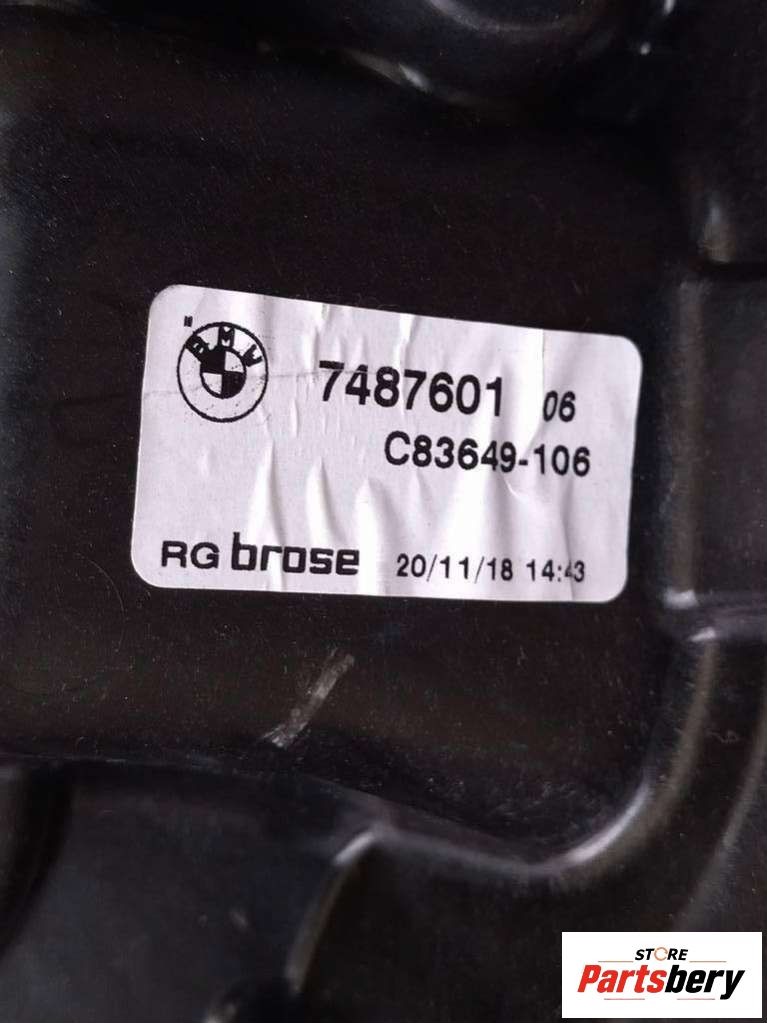 BMW
7487601 06
C83649-106
RG brose 20/11/18 14:43
STORE
Partsbery